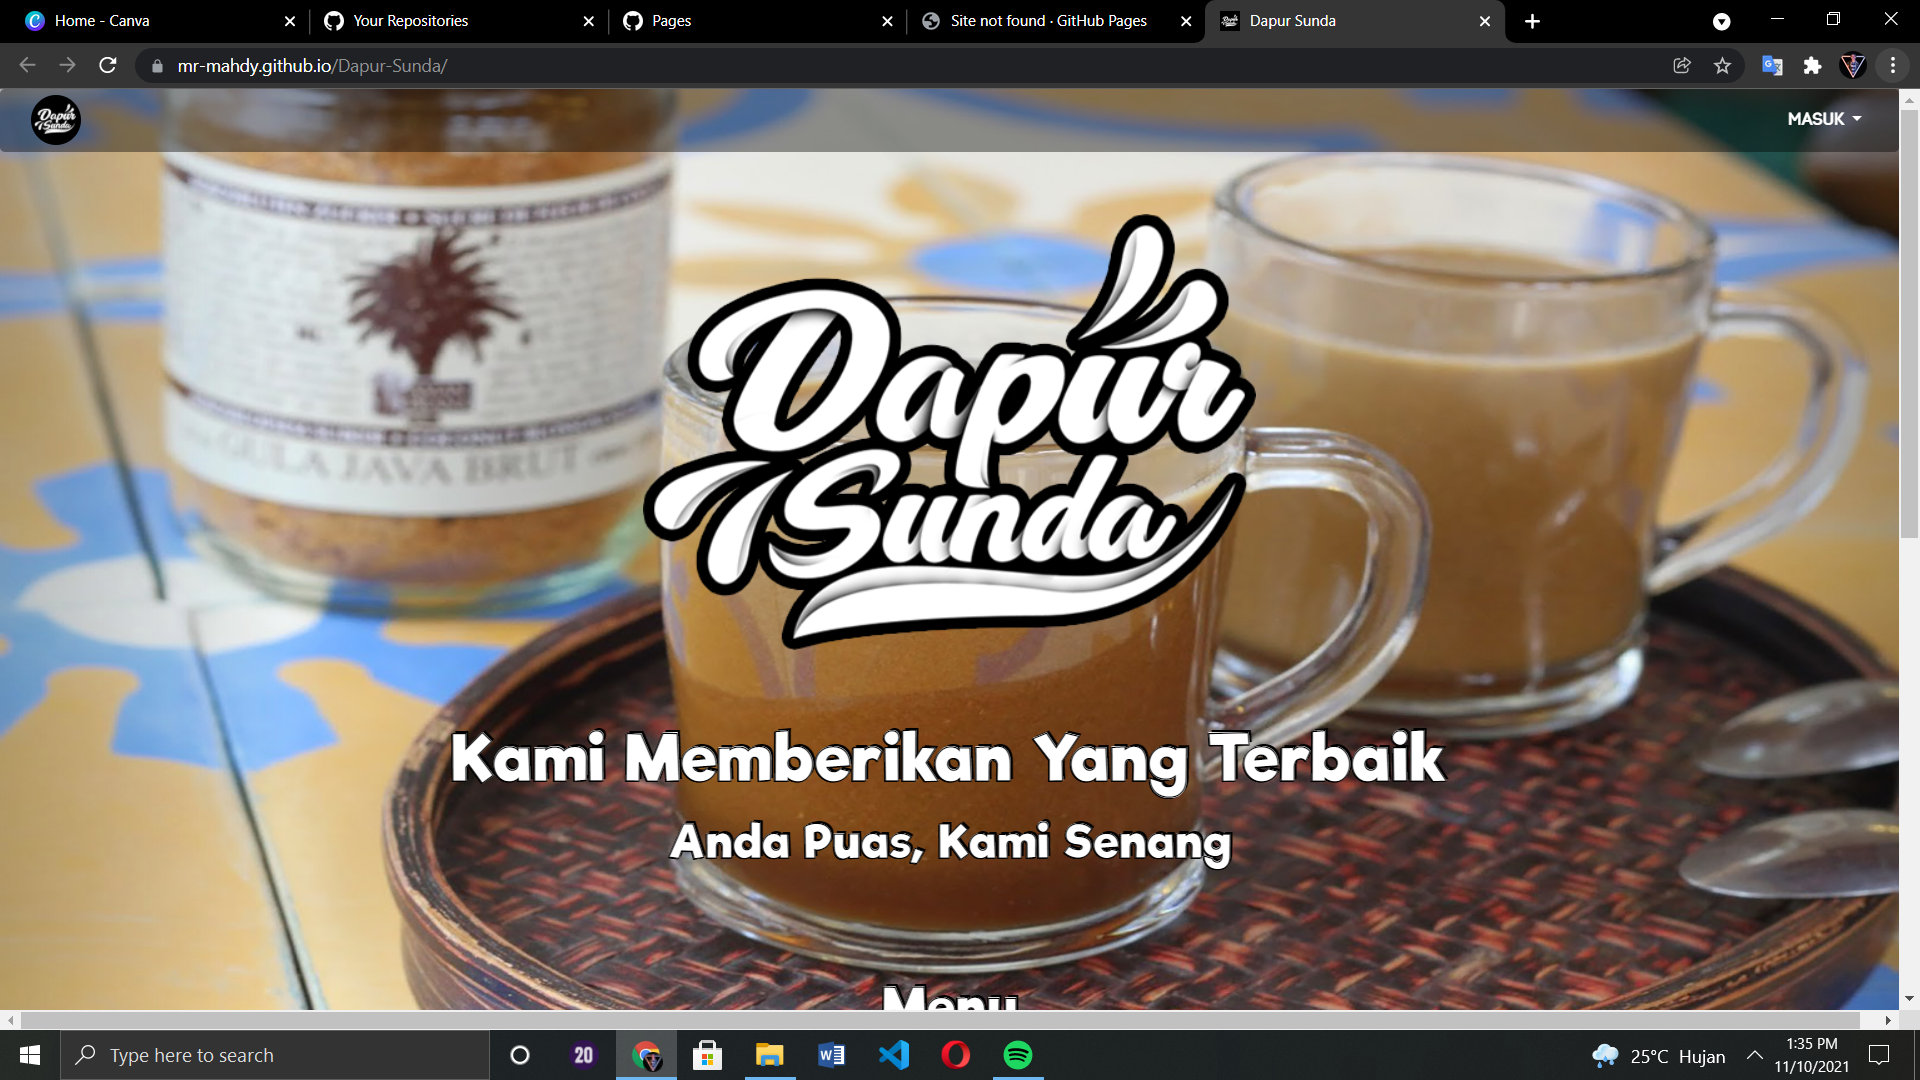 Home - Canva
Your Repositories
Pages
Site not found · GitHub Pages
Dapur Sunda
mr-mahdy.github.io/Dapur-Sunda/
Dapur
Sunda
MASUK
GULA JAVA BRUT
Dapur
Sunda
Kami Memberikan Yang Terbaik
Anda Puas, Kami Senang
Menu
Type here to search
20
25°C Hujan
1:35 PM
11/10/2021